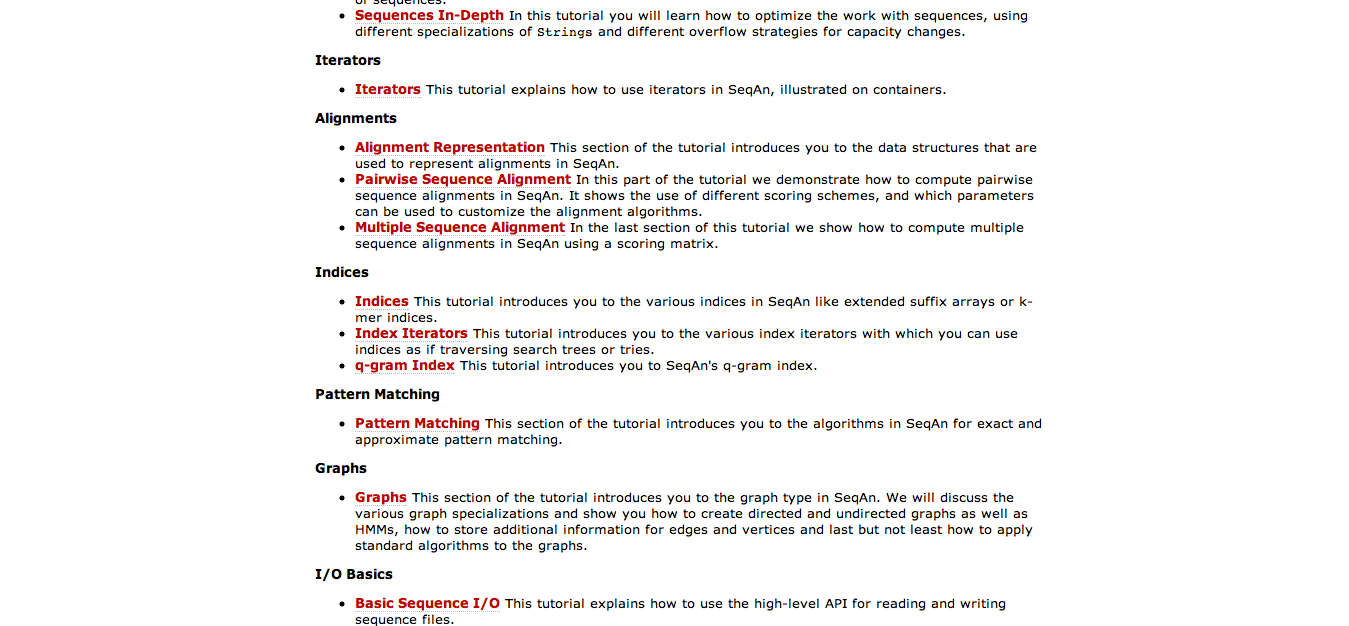 of sequences.
Sequences In-Depth In this tutorial you will learn how to optimize the work with sequences, using
different specializations of Strings and different overflow strategies for capacity changes.
Iterators
Iterators This tutorial explains how to use iterators in SeqAn, illustrated on containers.
Alignments
Alignment Representation This section of the tutorial introduces you to the data structures that are
used to represent alignments in SeqAn.
Pairwise Sequence Alignment In this part of the tutorial we demonstrate how to compute pairwise
sequence alignments in SeqAn. It shows the use of different scoring schemes, and which parameters
can be used to customize the alignment algorithms.
Multiple Sequence Alignment In the last section of this tutorial we show how to compute multiple
sequence alignments in SeqAn using a scoring matrix.
Indices
Indices This tutorial introduces you to the various indices in SeqAn like extended suffix arrays or k-
mer indices.
Index Iterators This tutorial introduces you to the various index iterators with which you can use
indices as if traversing search trees or tries.
q-gram Index This tutorial introduces you to SeqAn's q-gram index.
Pattern Matching
Pattern Matching This section of the tutorial introduces you to the algorithms in SeqAn for exact and
approximate pattern matching.
Graphs
Graphs This section of the tutorial introduces you to the graph type in SeqAn. We will discuss the
various graph specializations and show you how to create directed and undirected graphs as well as
HMMs, how to store additional information for edges and vertices and last but not least how to apply
standard algorithms to the graphs.
I/O Basics
Basic Sequence I/O This tutorial explains how to use the high-level API for reading and writing
sequence files.